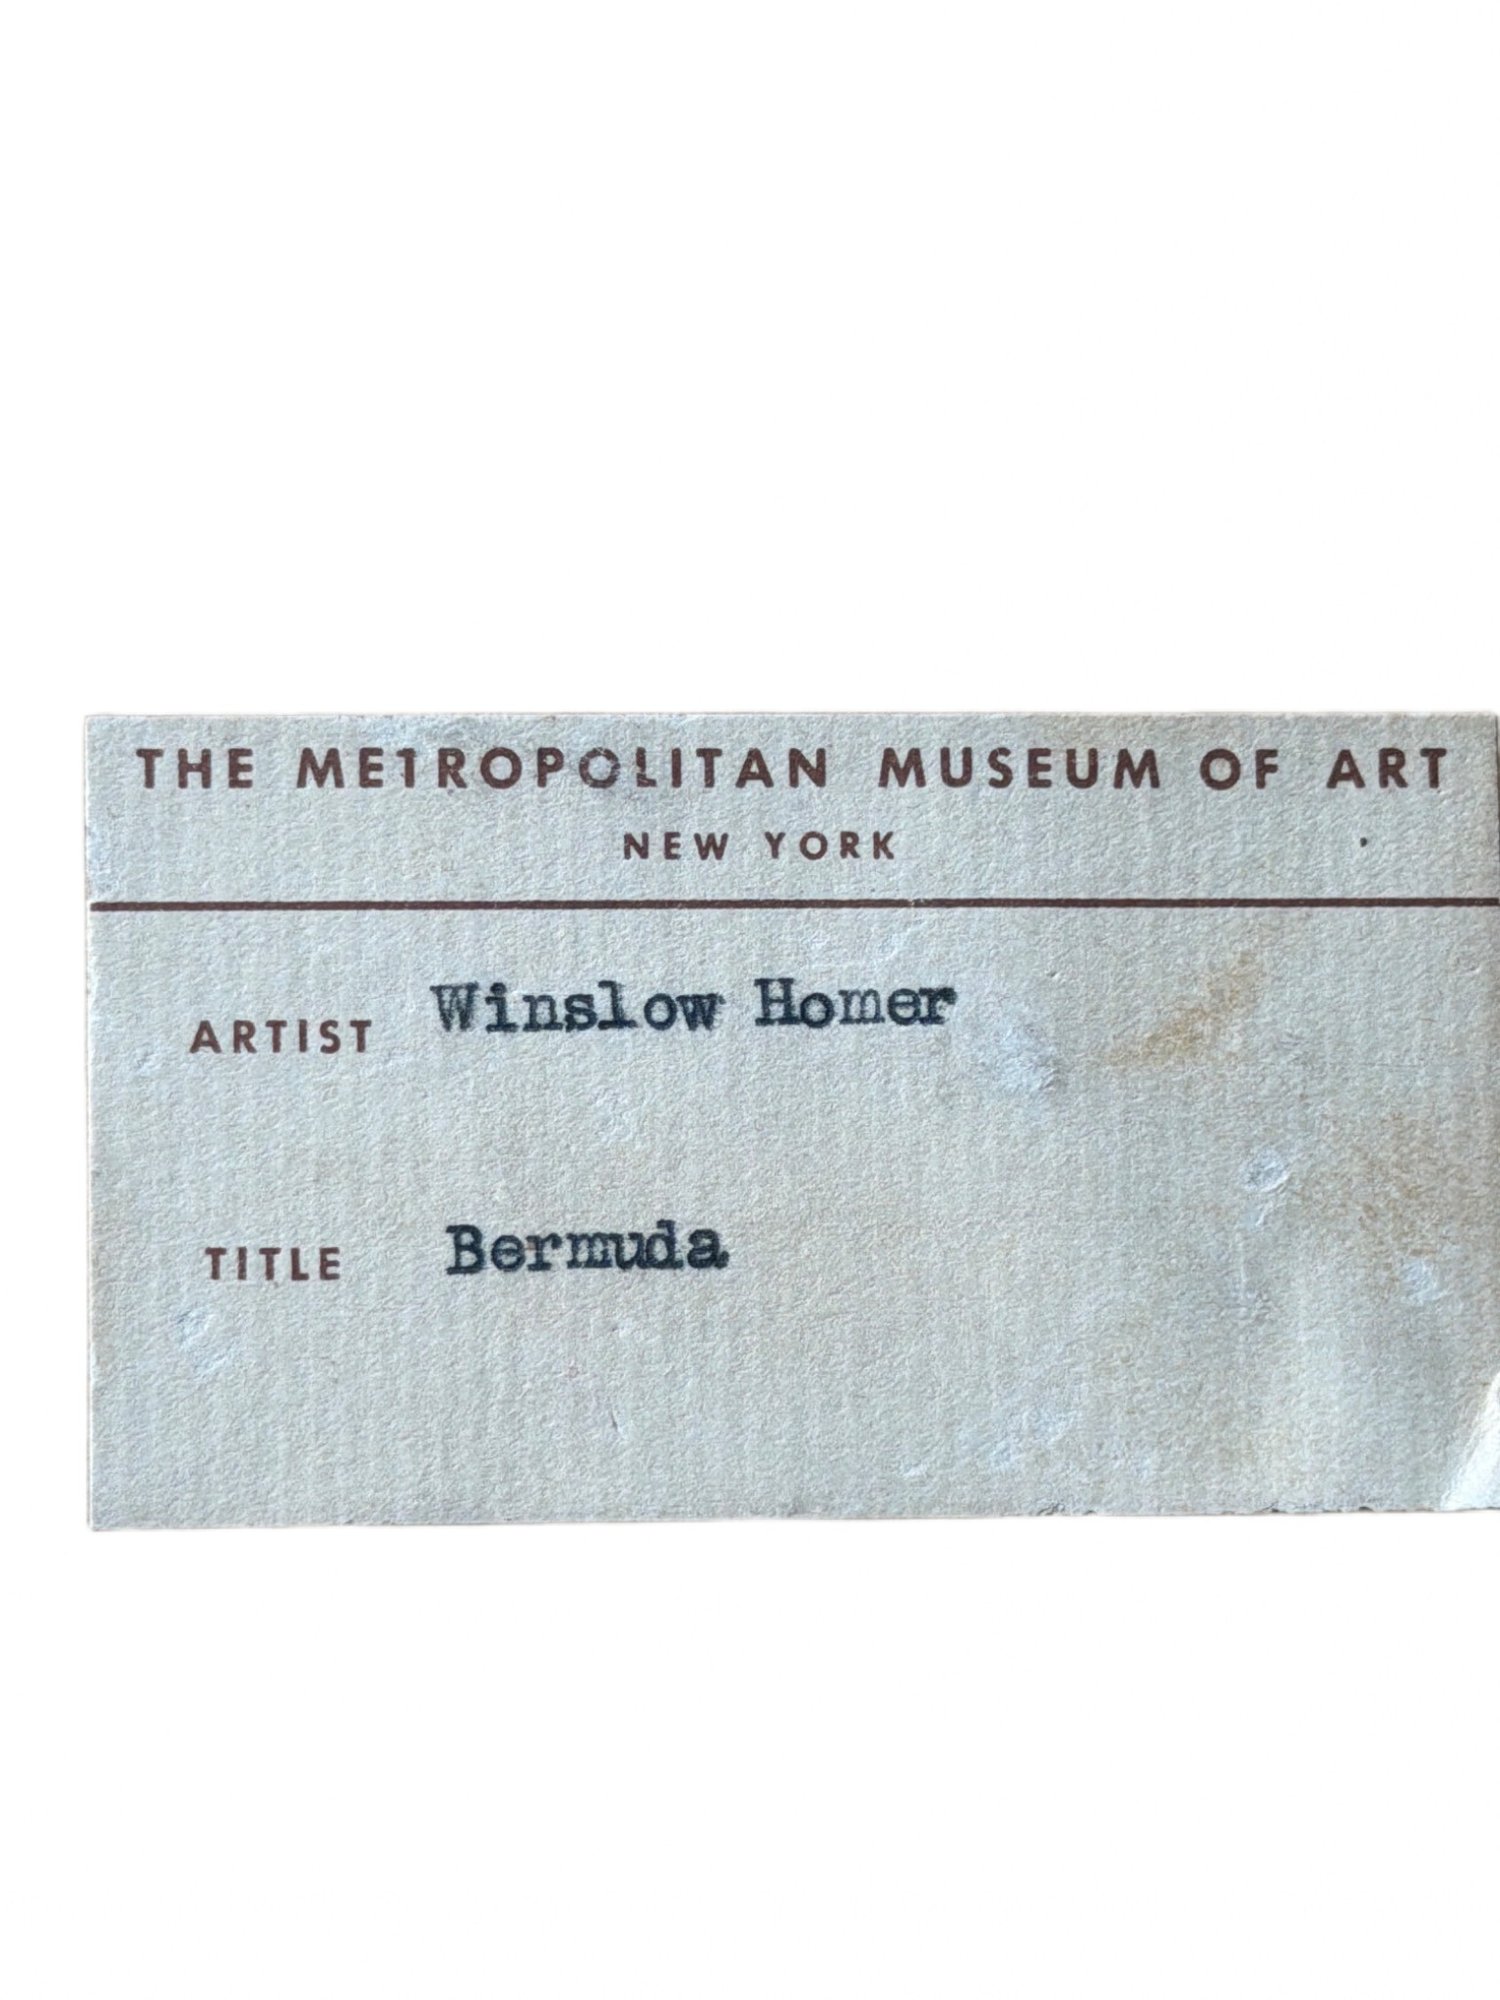 THE METROPOLITAN MUSEUM OF ART
NEW YORK
ARTIST Winslow Homer
TITLE Bermuda